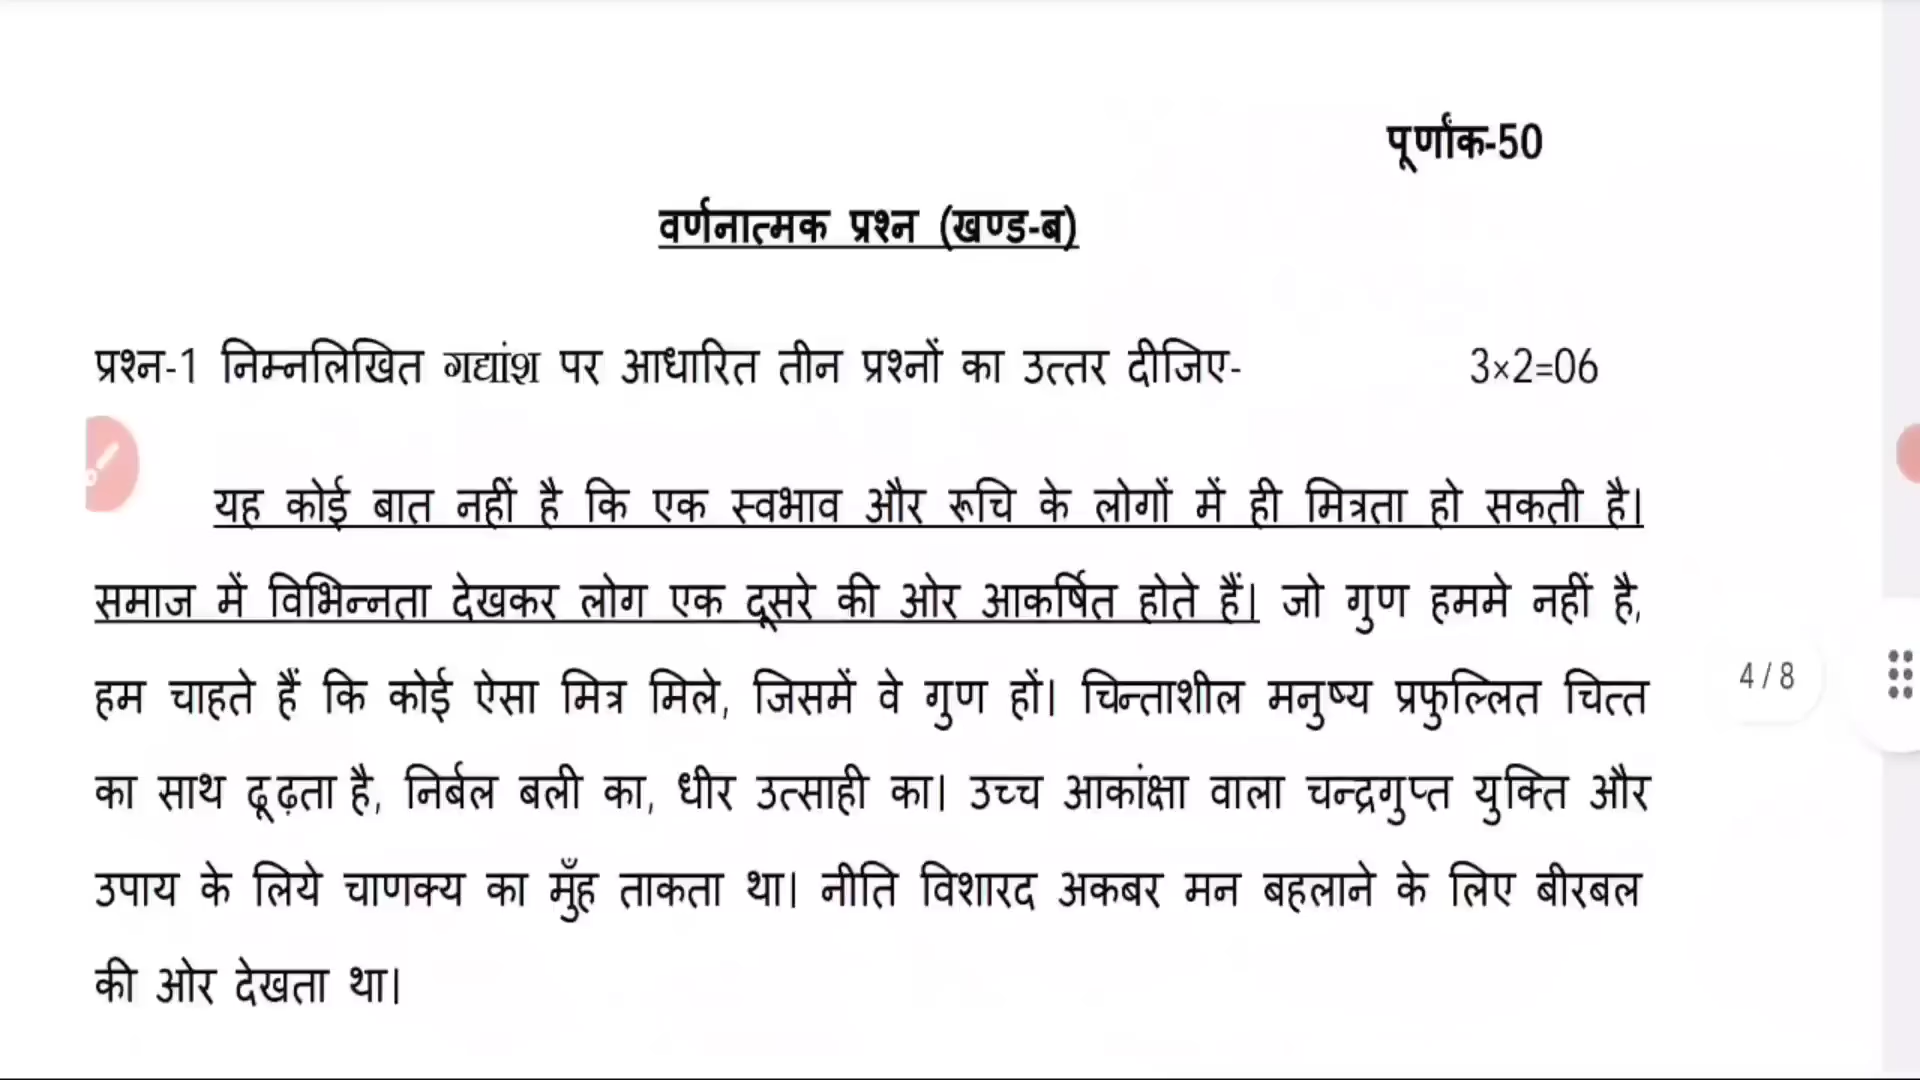 पूर्णांक-50
वर्णनात्मक प्रश्न (खण्ड-ब)
प्रश्न-1 निम्नलिखित गद्यांश पर आधारित तीन प्रश्नों का उत्तर दीजिए- 3×2=06
यह कोई बात नहीं है कि एक स्वभाव और रूचि के लोगों में ही मित्रता हो सकती है।
समाज में विभिन्नता देखकर लोग एक दूसरे की ओर आकर्षित होते हैं। जो गुण हममे नहीं है,
हम चाहते हैं कि कोई ऐसा मित्र मिले, जिसमें वे गुण हों। चिन्ताशील मनुष्य प्रफुल्लित चित्त
4 / 8
का साथ ढूढ़ता है, निर्बल बली का, धीर उत्साही का। उच्च आकांक्षा वाला चन्द्रगुप्त युक्ति और
उपाय के लिये चाणक्य का मुँह ताकता था। नीति विशारद अकबर मन बहलाने के लिए बीरबल
की ओर देखता था।